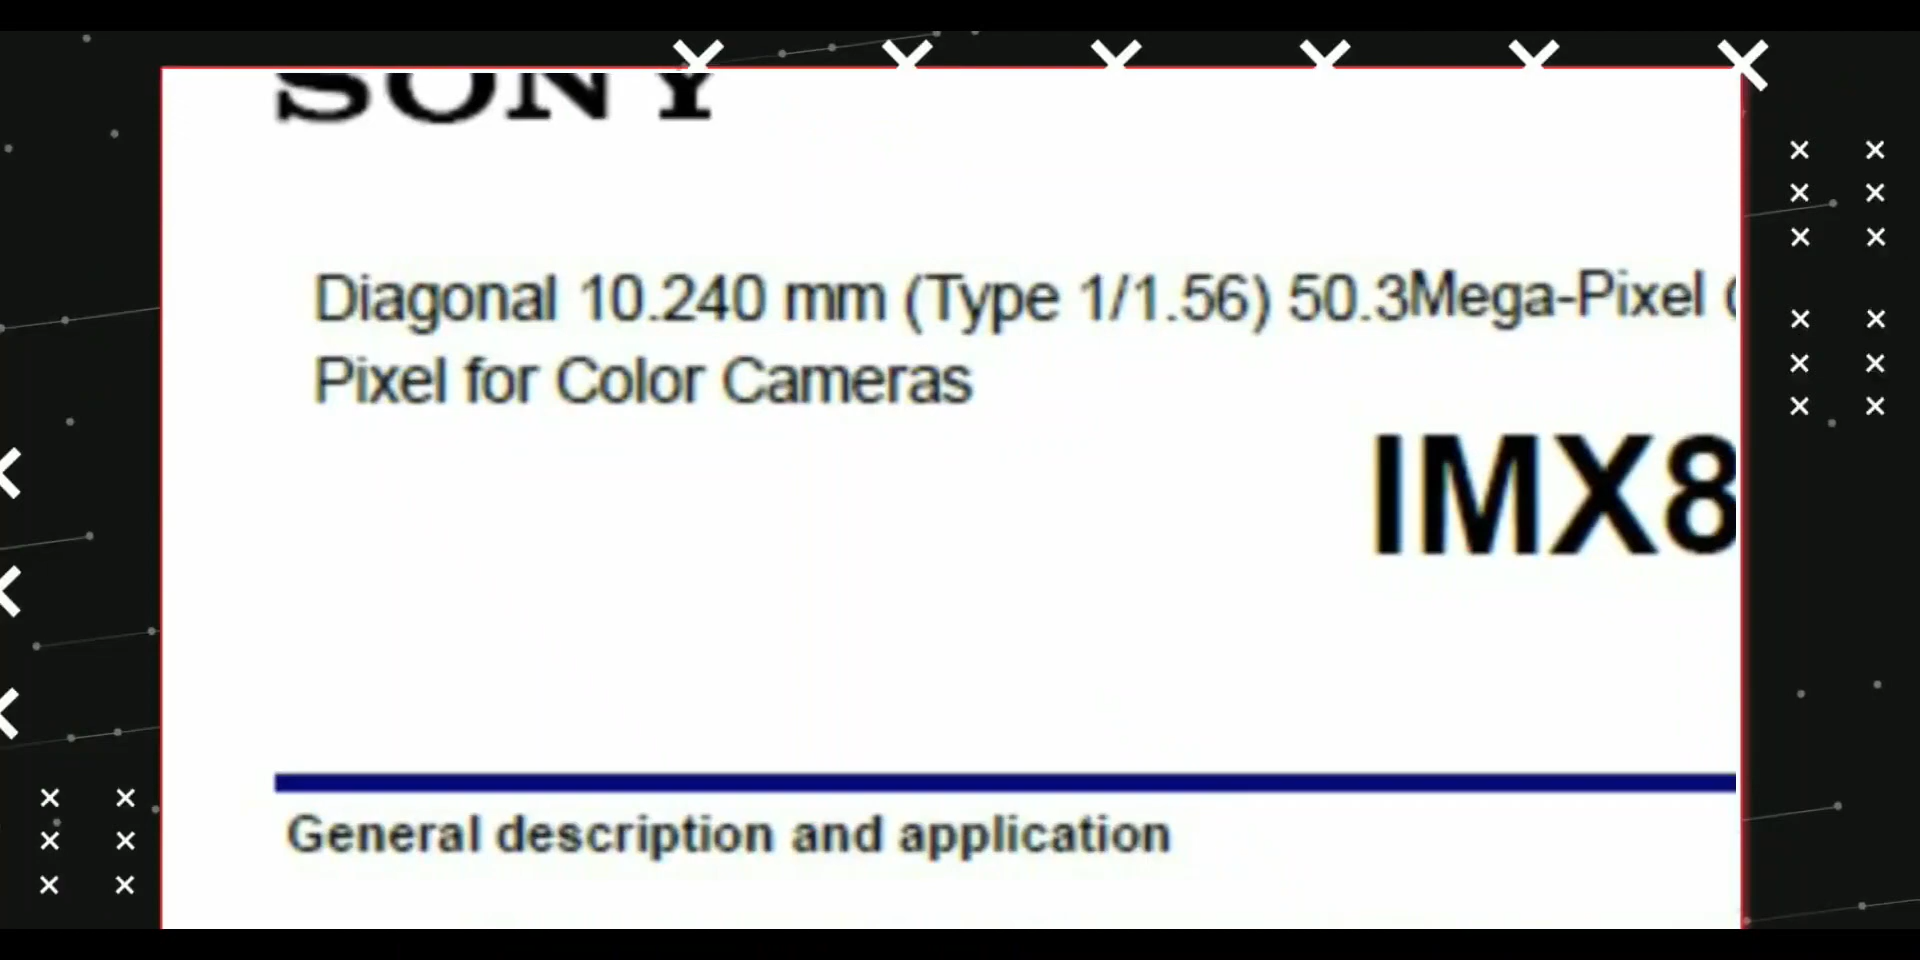 SONY
Diagonal 10.240 mm (Type 1/1.56) 50.3Mega-Pixel
Pixel for Color Cameras
IMX8
General description and application